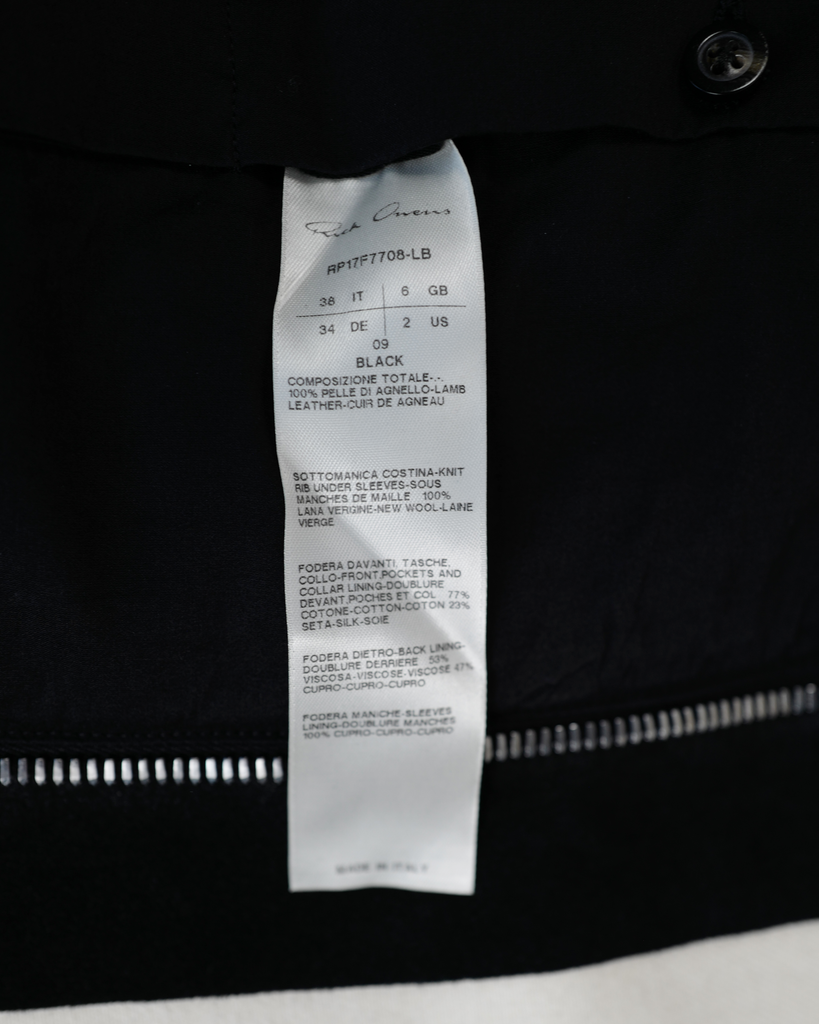 Rick Owens
RP17F7708-LB
38 IT 6 GB
34 DE 2 US
09
BLACK
COMPOSIZIONE TOTALE-.-.
100% PELLE DI AGNELLO-LAMB
LEATHER-CUIR DE AGNEAU
SOTTOMANICA COSTINA-KNIT
RIB UNDER SLEEVES-SOUS
MANCHES DE MAILLE 100%
LANA VERGINE-NEW WOOL-LAINE
VIERGE
FODERA DAVANTI, TASCHE,
COLLO-FRONT,POCKETS AND
COLLAR LINING-DOUBLURE
DEVANT,POCHES ET COL 77%
COTONE-COTTON-COTON 23%
SETA-SILK-SOIE
FODERA DIETRO-BACK LINING-
DOUBLURE DERRIERE 53%
VISCOSA-VISCOSE-VISCOSE 47%
CUPRO-CUPRO-CUPRO
FODERA MANICHE-SLEEVES
LINING-DOUBLURE MANCHES
100% CUPRO-CUPRO-CUPRO
MADE IN ITALY